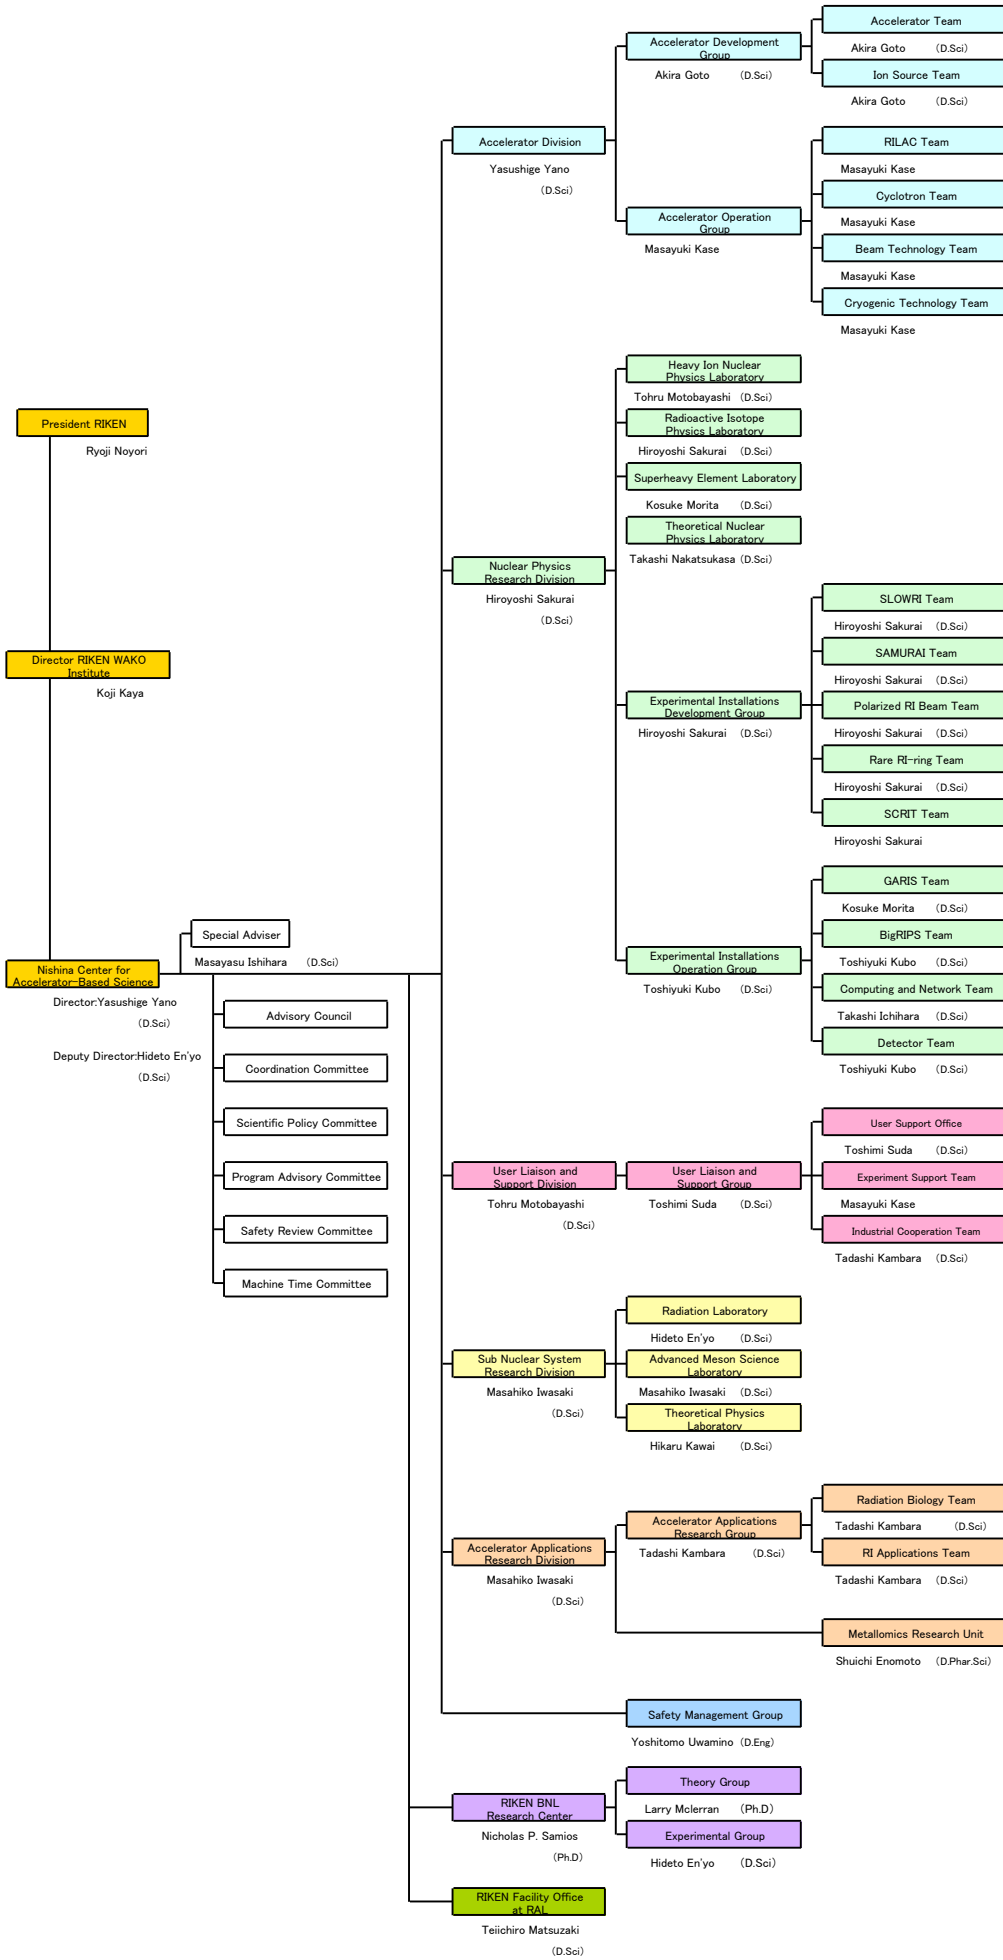 President RIKEN
Ryoji Noyori
Director RIKEN WAKO
Institute
Koji Kaya
Nishina Center for
Accelerator-Based Science
Director:Yasushige Yano
(D.Sci)
Deputy Director:Hideto En'yo
(D.Sci)
Special Adviser
Masayasu Ishihara (D.Sci)
Advisory Council
Coordination Committee
Scientific Policy Committee
Program Advisory Committee
Safety Review Committee
Machine Time Committee
Accelerator Division
Yasushige Yano
(D.Sci)
Accelerator Development
Group
Akira Goto (D.Sci)
Accelerator Team
Akira Goto (D.Sci)
Ion Source Team
Akira Goto (D.Sci)
Accelerator Operation
Group
Masayuki Kase
RILAC Team
Masayuki Kase
Cyclotron Team
Masayuki Kase
Beam Technology Team
Masayuki Kase
Cryogenic Technology Team
Masayuki Kase
Nuclear Physics
Research Division
Hiroyoshi Sakurai
(D.Sci)
Heavy Ion Nuclear
Physics Laboratory
Tohru Motobayashi (D.Sci)
Radioactive Isotope
Physics Laboratory
Hiroyoshi Sakurai (D.Sci)
Superheavy Element Laboratory
Kosuke Morita (D.Sci)
Theoretical Nuclear
Physics Laboratory
Takashi Nakatsukasa (D.Sci)
Experimental Installations
Development Group
Hiroyoshi Sakurai (D.Sci)
SLOWRI Team
Hiroyoshi Sakurai (D.Sci)
SAMURAI Team
Hiroyoshi Sakurai (D.Sci)
Polarized RI Beam Team
Hiroyoshi Sakurai (D.Sci)
Rare RI-ring Team
Hiroyoshi Sakurai (D.Sci)
SCRIT Team
Hiroyoshi Sakurai
Experimental Installations
Operation Group
Toshiyuki Kubo (D.Sci)
GARIS Team
Kosuke Morita (D.Sci)
BigRIPS Team
Toshiyuki Kubo (D.Sci)
Computing and Network Team
Takashi Ichihara (D.Sci)
Detector Team
Toshiyuki Kubo (D.Sci)
User Liaison and
Support Division
Tohru Motobayashi
(D.Sci)
User Liaison and
Support Group
Toshimi Suda (D.Sci)
User Support Office
Toshimi Suda (D.Sci)
Experiment Support Team
Masayuki Kase
Industrial Cooperation Team
Tadashi Kambara (D.Sci)
Sub Nuclear System
Research Division
Masahiko Iwasaki
(D.Sci)
Radiation Laboratory
Hideto En'yo (D.Sci)
Advanced Meson Science
Laboratory
Masahiko Iwasaki (D.Sci)
Theoretical Physics
Laboratory
Hikaru Kawai (D.Sci)
Accelerator Applications
Research Division
Masahiko Iwasaki
(D.Sci)
Accelerator Applications
Research Group
Tadashi Kambara (D.Sci)
Radiation Biology Team
Tadashi Kambara (D.Sci)
RI Applications Team
Tadashi Kambara (D.Sci)
Metallomics Research Unit
Shuichi Enomoto (D.Phar.Sci)
Safety Management Group
Yoshitomo Uwamino (D.Eng)
RIKEN BNL
Research Center
Nicholas P. Samios
(Ph.D)
Theory Group
Larry Mclerran (Ph.D)
Experimental Group
Hideto En'yo (D.Sci)
RIKEN Facility Office
at RAL
Teiichiro Matsuzaki
(D.Sci)